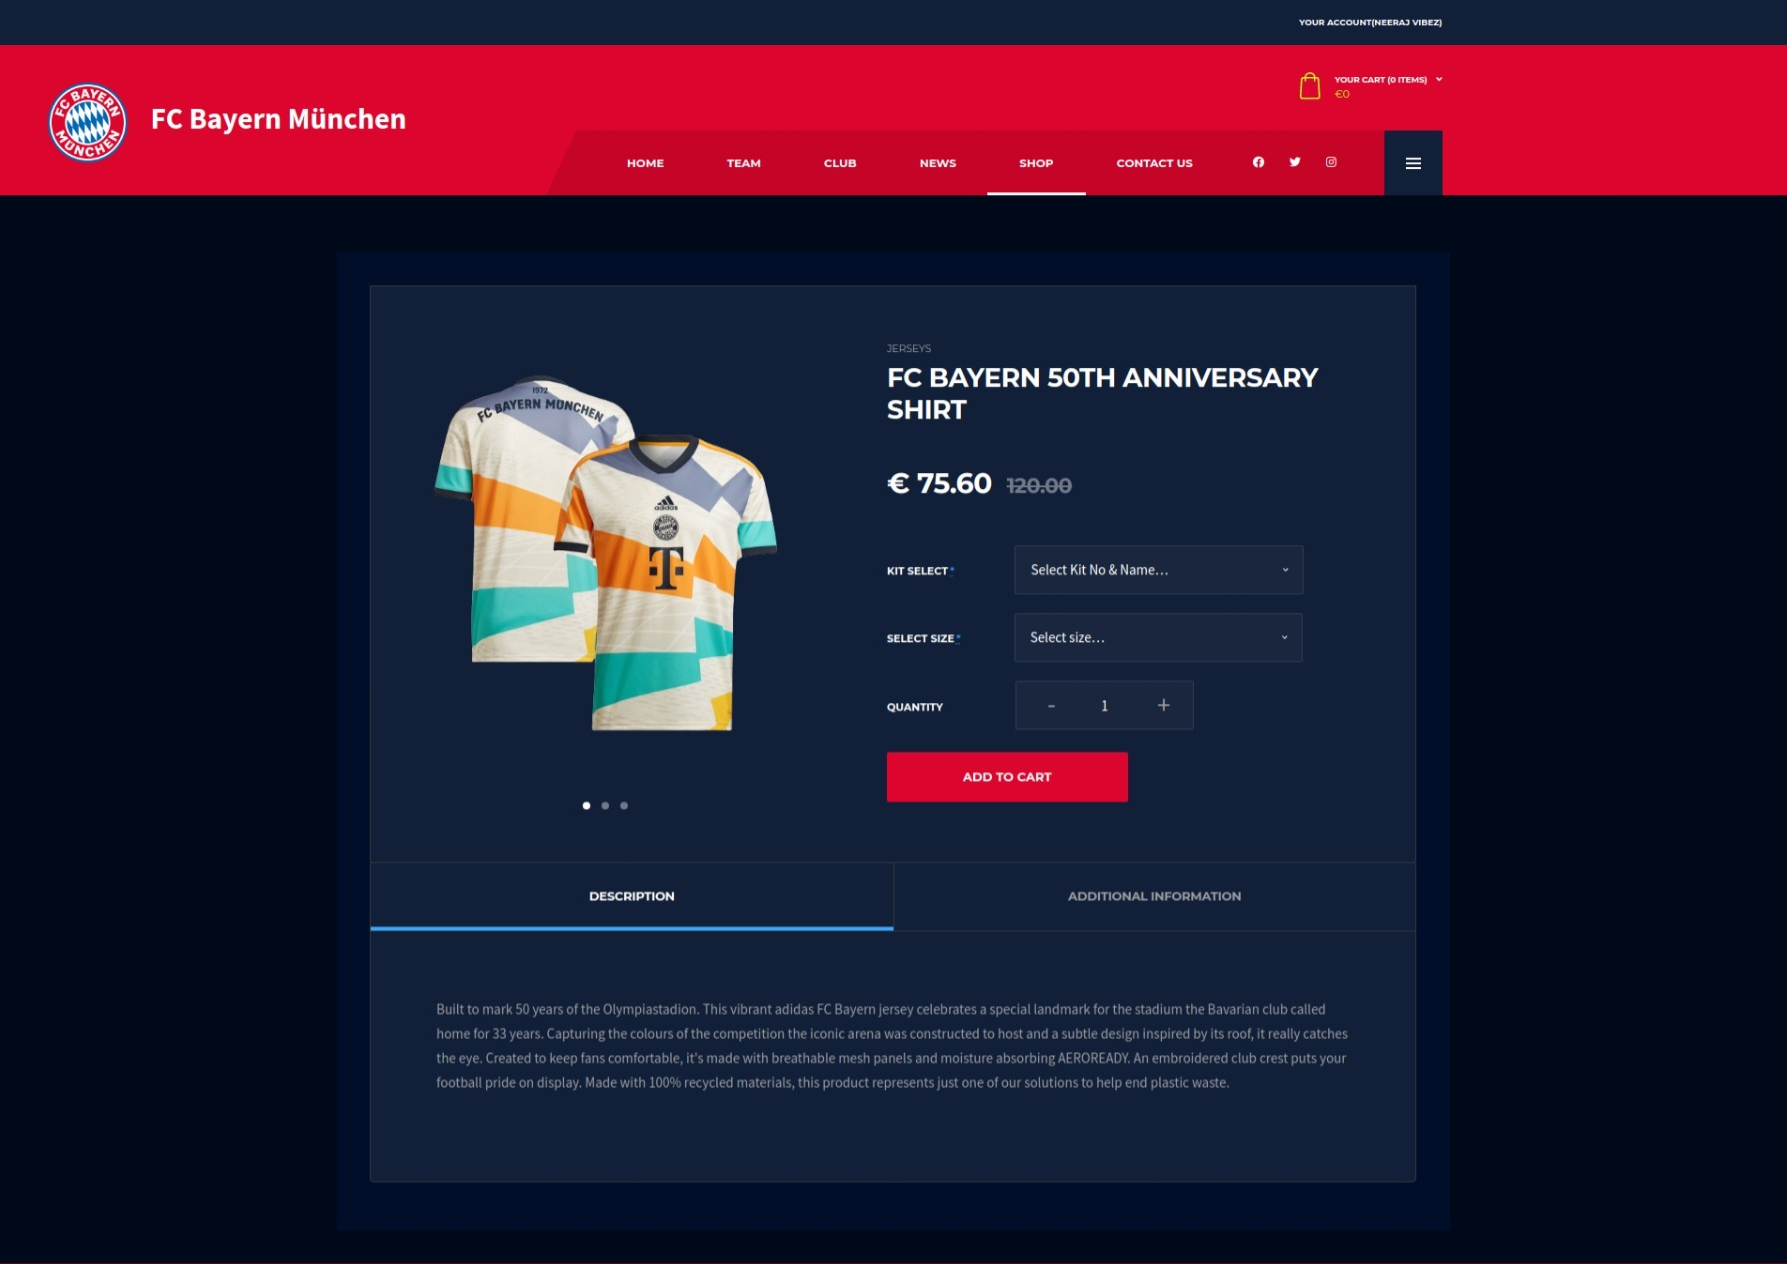 YOUR ACCOUNT(NEERAJ VIBEZ)
YOUR CART (0 ITEMS)
€0
FC BAYERN
MÜNCHEN
FC Bayern München
HOME TEAM CLUB NEWS SHOP CONTACT US
JERSEYS
FC BAYERN 50TH ANNIVERSARY
SHIRT
€ 75.60 120.00
1972
FC BAYERN MÜNCHEN
adidas
T
KIT SELECT* Select Kit No & Name...
SELECT SIZE* Select size...
QUANTITY - 1 +
ADD TO CART
DESCRIPTION ADDITIONAL INFORMATION
Built to mark 50 years of the Olympiastadion. This vibrant adidas FC Bayern jersey celebrates a special landmark for the stadium the Bavarian club called
home for 33 years. Capturing the colours of the competition the iconic arena was constructed to host and a subtle design inspired by its roof, it really catches
the eye. Created to keep fans comfortable, it's made with breathable mesh panels and moisture absorbing AEROREADY. An embroidered club crest puts your
football pride on display. Made with 100% recycled materials, this product represents just one of our solutions to help end plastic waste.